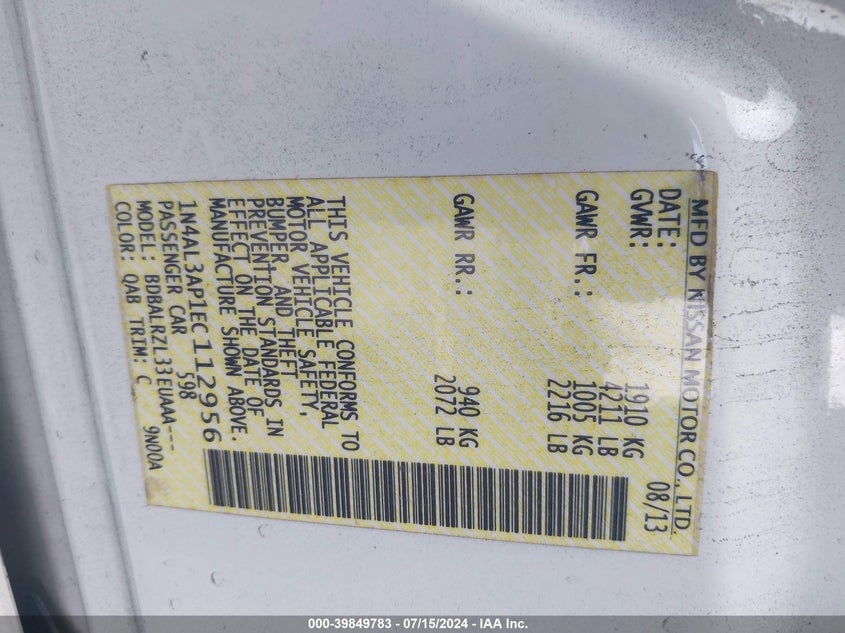 MFD BY NISSAN MOTOR CO., LTD.
DATE: 08/13
GVWR: 1910 KG
4211 LB
GAWR FR.: 1005 KG
2216 LB
GAWR RR.: 940 KG
2072 LB
THIS VEHICLE CONFORMS TO
ALL APPLICABLE FEDERAL
MOTOR VEHICLE SAFETY,
BUMPER AND THEFT
PREVENTION STANDARDS IN
EFFECT ON THE DATE OF
MANUFACTURE SHOWN ABOVE.
1N4AL3AP1EC112956
PASSENGER CAR 598
MODEL: BDBALRZL33EUAAA--- 9N00A
COLOR: QAB TRIM: C
000-39849783 - 07/15/2024 - IAA Inc.